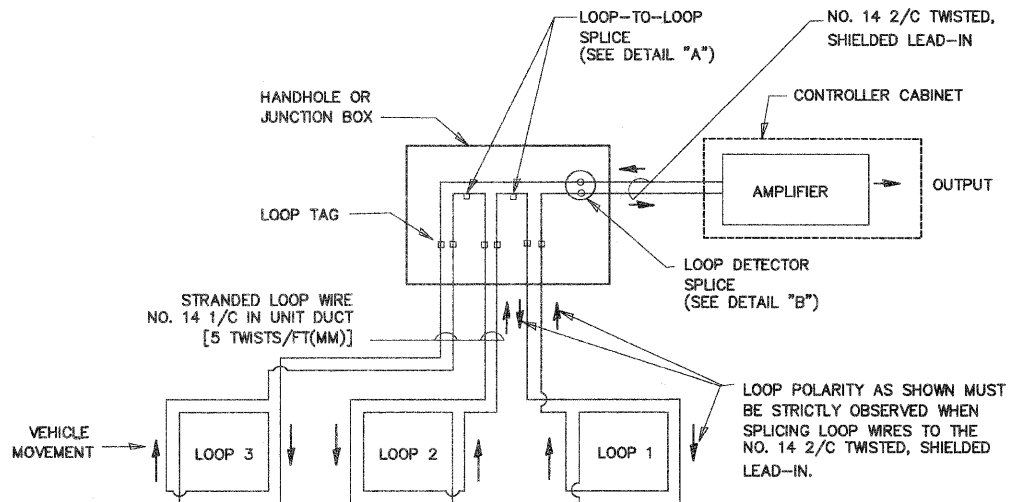 LOOP-TO-LOOP
SPLICE
(SEE DETAIL "A")
NO. 14 2/C TWISTED,
SHIELDED LEAD-IN
HANDHOLE OR
JUNCTION BOX
CONTROLLER CABINET
AMPLIFIER
OUTPUT
LOOP TAG
LOOP DETECTOR
SPLICE
(SEE DETAIL "B")
STRANDED LOOP WIRE
NO. 14 1/C IN UNIT DUCT
[5 TWISTS/FT(MM)]
LOOP POLARITY AS SHOWN MUST
BE STRICTLY OBSERVED WHEN
SPLICING LOOP WIRES TO THE
NO. 14 2/C TWISTED, SHIELDED
LEAD-IN.
VEHICLE
MOVEMENT
LOOP 3
LOOP 2
LOOP 1